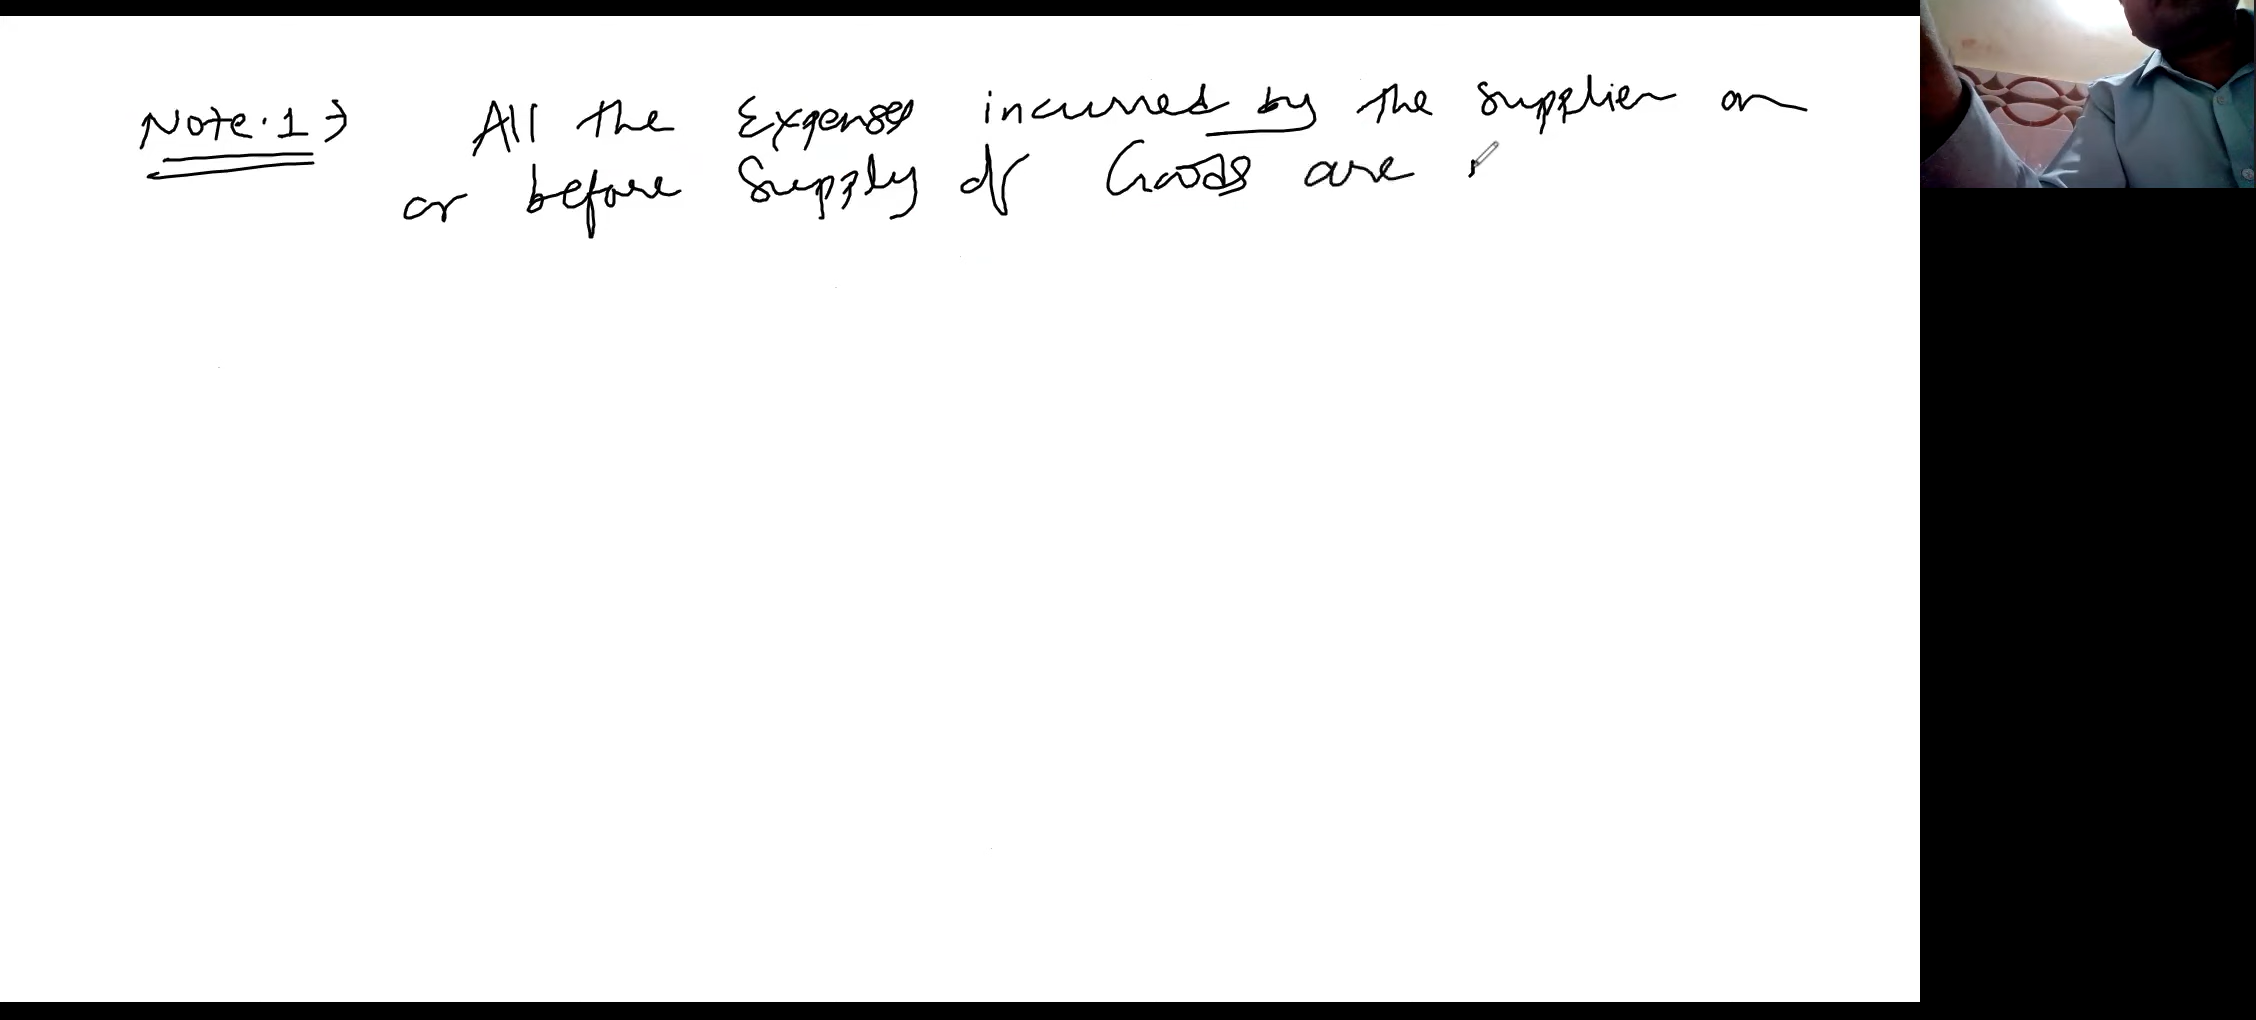 Note.1→ All the Expenses incurred by the supplier on
or before Supply of Goods are